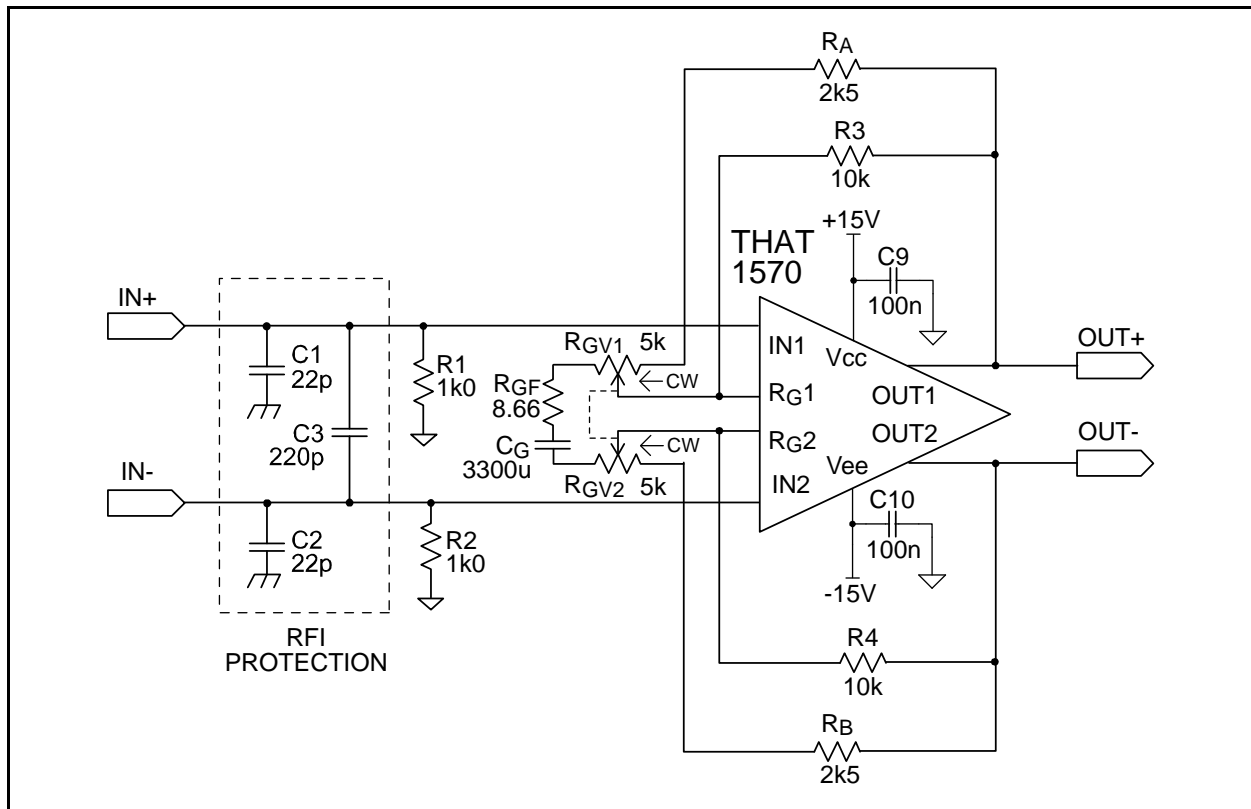 RA
2k5
R3
10k
+15V
THAT
1570
C9
100n
IN+
RGV1 5k
IN1
Vcc
OUT+
C1
22p
R1
1k0
RGF
8.66
CW
RG1
OUT1
C3
220p
CG
3300u
CW
RG2
OUT2
IN-
RGV2 5k
Vee
IN2
OUT-
C2
22p
R2
1k0
C10
100n
-15V
RFI
PROTECTION
R4
10k
RB
2k5